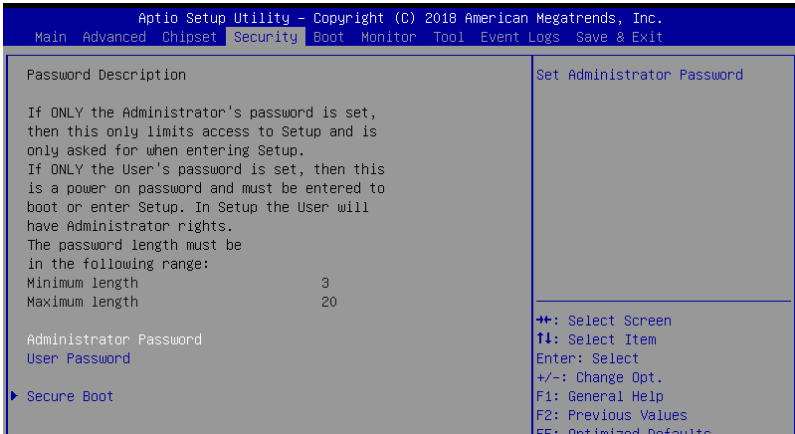 Aptio Setup Utility – Copyright (C) 2018 American Megatrends, Inc.
Main Advanced Chipset Security Boot Monitor Tool Event Logs Save & Exit
Password Description
If ONLY the Administrator's password is set,
then this only limits access to Setup and is
only asked for when entering Setup.
If ONLY the User's password is set, then this
is a power on password and must be entered to
boot or enter Setup. In Setup the User will
have Administrator rights.
The password length must be
in the following range:
Minimum length 3
Maximum length 20
Administrator Password
User Password
Secure Boot
Set Administrator Password
→←: Select Screen
↑↓: Select Item
Enter: Select
+/-: Change Opt.
F1: General Help
F2: Previous Values
F5: Optimized Defaults